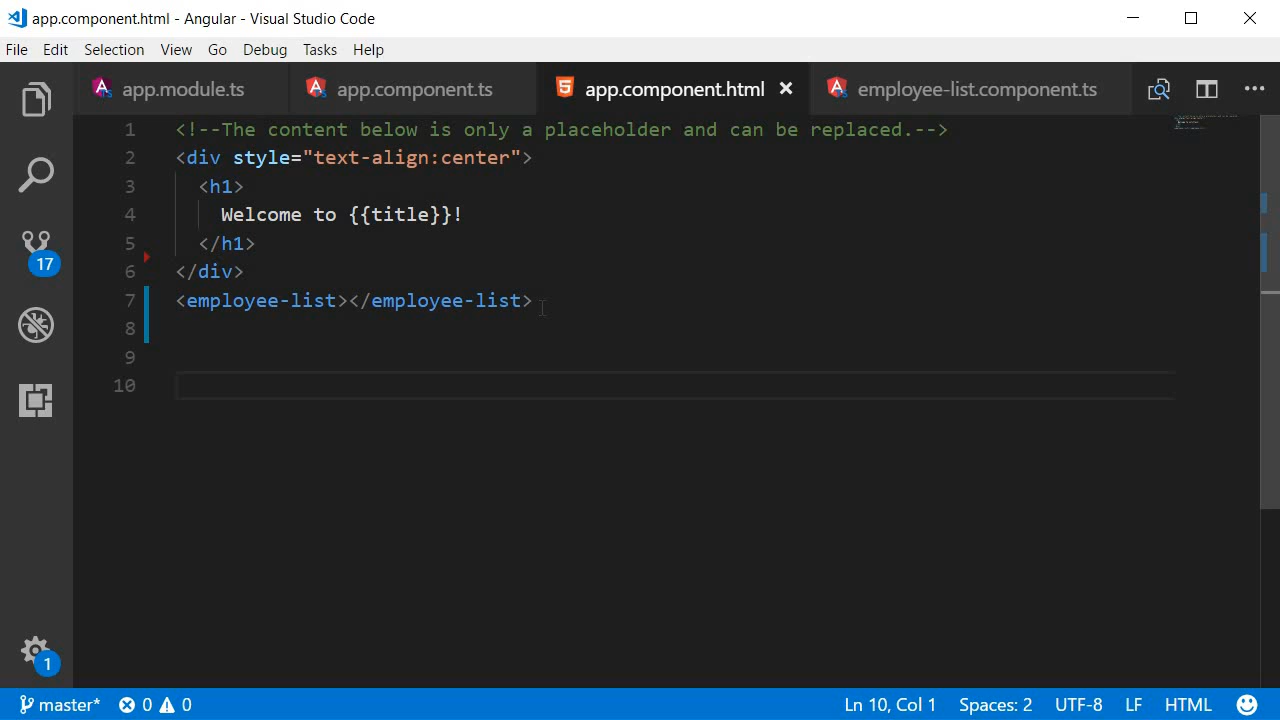 app.component.html - Angular - Visual Studio Code
File Edit Selection View Go Debug Tasks Help
app.module.ts app.component.ts app.component.html employee-list.component.ts
1 <!--The content below is only a placeholder and can be replaced.-->
2 <div style="text-align:center">
3 <h1>
4 Welcome to {{title}}!
5 </h1>
6 </div>
7 <employee-list></employee-list>
8
9
10
17
1
master* 0 0 Ln 10, Col 1 Spaces: 2 UTF-8 LF HTML